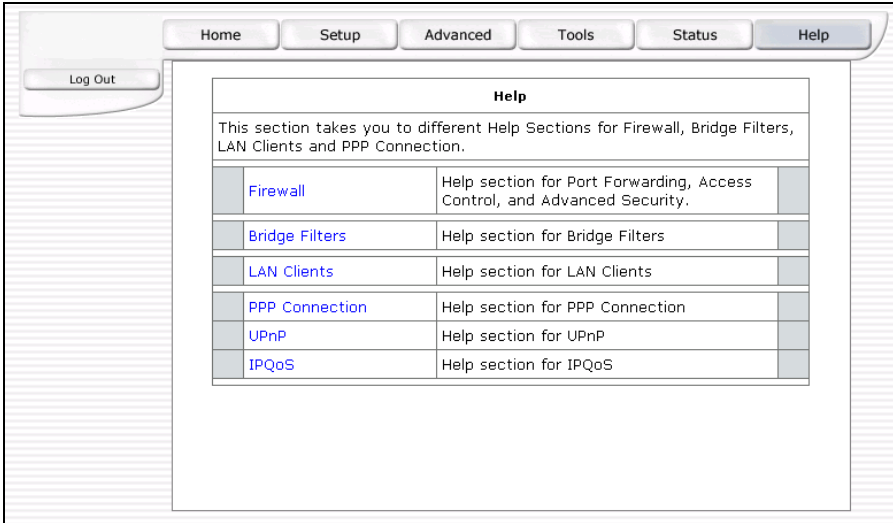 Home Setup Advanced Tools Status Help
Log Out
Help
This section takes you to different Help Sections for Firewall, Bridge Filters,
LAN Clients and PPP Connection.
Firewall Help section for Port Forwarding, Access
Control, and Advanced Security.
Bridge Filters Help section for Bridge Filters
LAN Clients Help section for LAN Clients
PPP Connection Help section for PPP Connection
UPnP Help section for UPnP
IPQoS Help section for IPQoS